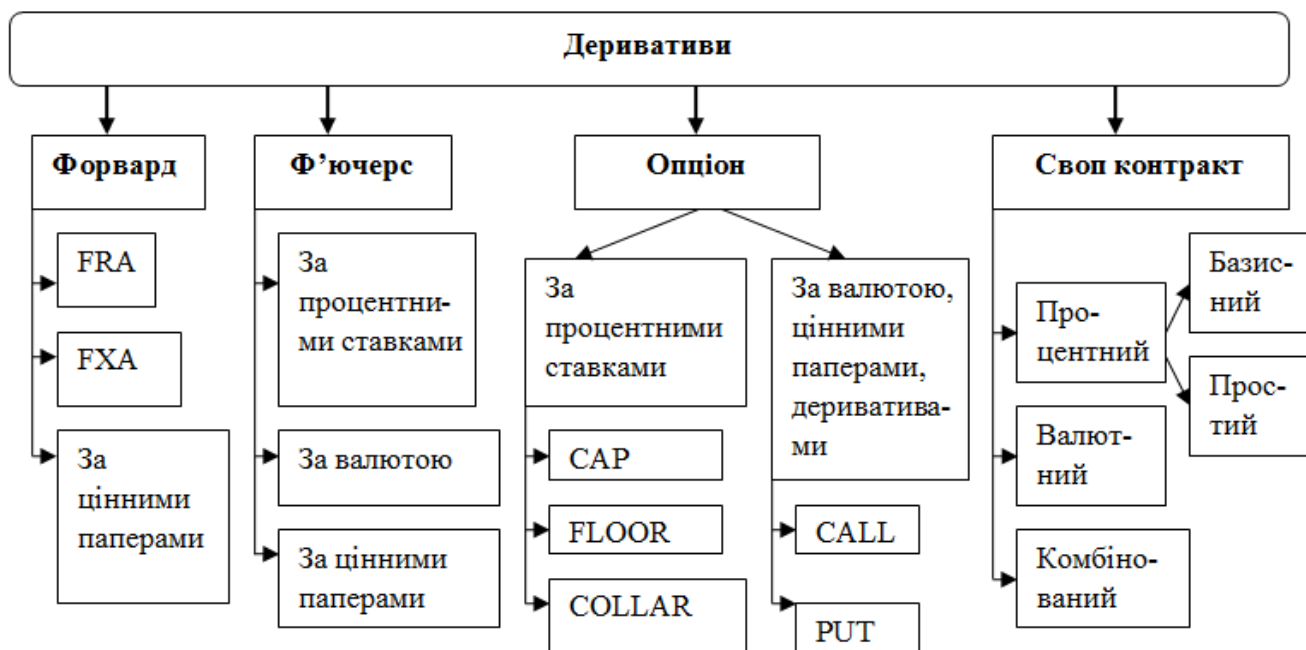 Деривативи
Форвард
FRA
FXA
За
цінними
паперами
Ф’ючерс
За
процентни-
ми ставками
За валютою
За цінними
паперами
Опціон
За
процентними
ставками
CAP
FLOOR
COLLAR
За валютою,
цінними
паперами,
дериватива-
ми
CALL
PUT
Своп контракт
Про-
центний
Базис-
ний
Прос-
тий
Валют-
ний
Комбіно-
ваний